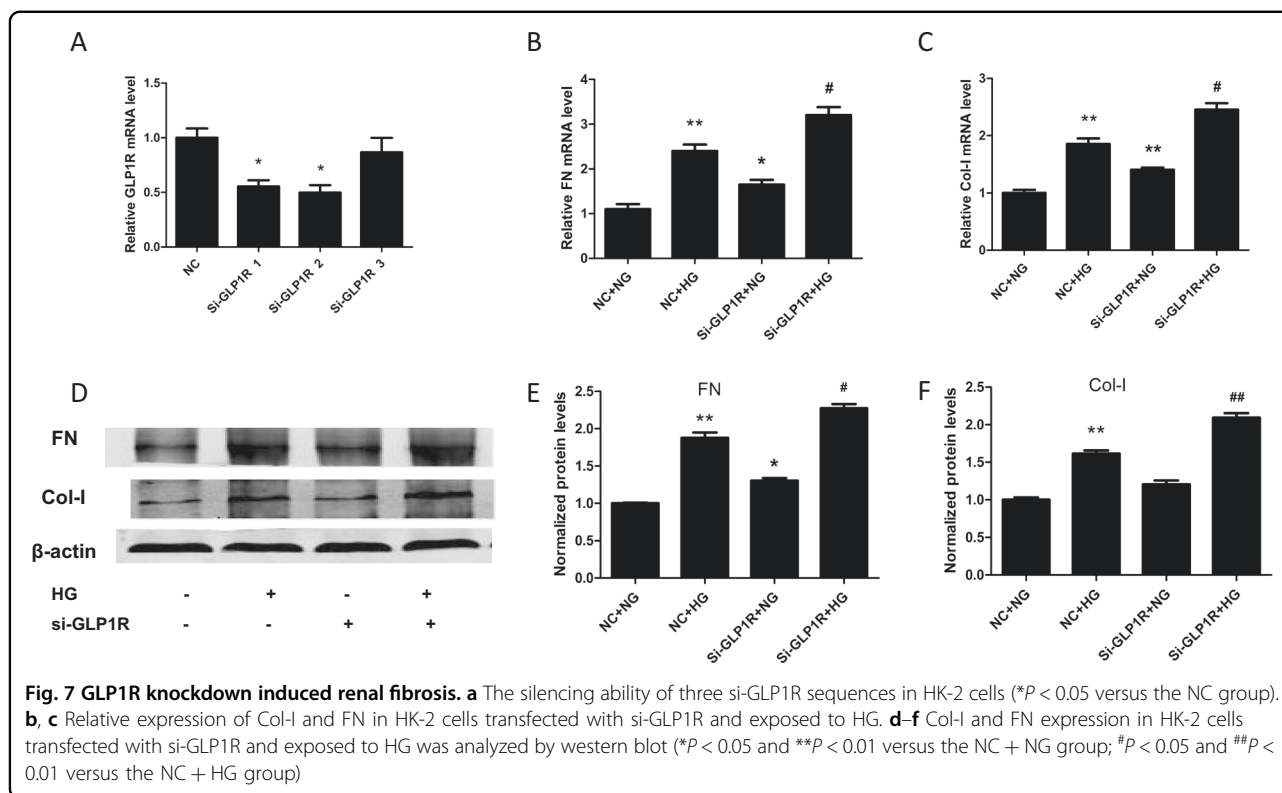 A
Relative GLP1R mRNA level
1.5
1.0
0.5
0.0
*
*
NC
Si-GLP1R 1
Si-GLP1R 2
Si-GLP1R 3
B
Relative FN mRNA level
4
3
2
1
0
**
*
#
NC+NG
NC+HG
Si-GLP1R+NG
Si-GLP1R+HG
C
Relative Col-I mRNA level
3
2
1
0
**
**
#
NC+NG
NC+HG
Si-GLP1R+NG
Si-GLP1R+HG
D
FN
Col-I
β-actin
HG - + - +
si-GLP1R - - + +
E
FN
Normalized protein levels
2.5
2.0
1.5
1.0
0.5
0.0
**
*
#
NC+NG
NC+HG
Si-GLP1R+NG
Si-GLP1R+HG
F
Col-I
Normalized protein levels
2.5
2.0
1.5
1.0
0.5
0.0
**
##
NC+NG
NC+HG
Si-GLP1R+NG
Si-GLP1R+HG
Fig. 7 GLP1R knockdown induced renal fibrosis. a The silencing ability of three si-GLP1R sequences in HK-2 cells (*P < 0.05 versus the NC group).
b, c Relative expression of Col-I and FN in HK-2 cells transfected with si-GLP1R and exposed to HG. d–f Col-I and FN expression in HK-2 cells
transfected with si-GLP1R and exposed to HG was analyzed by western blot (*P < 0.05 and **P < 0.01 versus the NC + NG group; #P < 0.05 and ##P <
0.01 versus the NC + HG group)